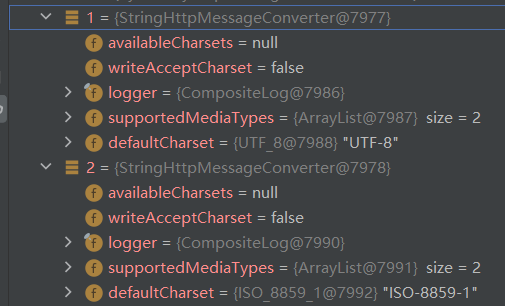 1 = {StringHttpMessageConverter@7977}
availableCharsets = null
writeAcceptCharset = false
logger = {CompositeLog@7986}
supportedMediaTypes = {ArrayList@7987} size = 2
defaultCharset = {UTF_8@7988} "UTF-8"
2 = {StringHttpMessageConverter@7978}
availableCharsets = null
writeAcceptCharset = false
logger = {CompositeLog@7990}
supportedMediaTypes = {ArrayList@7991} size = 2
defaultCharset = {ISO_8859_1@7992} "ISO-8859-1"